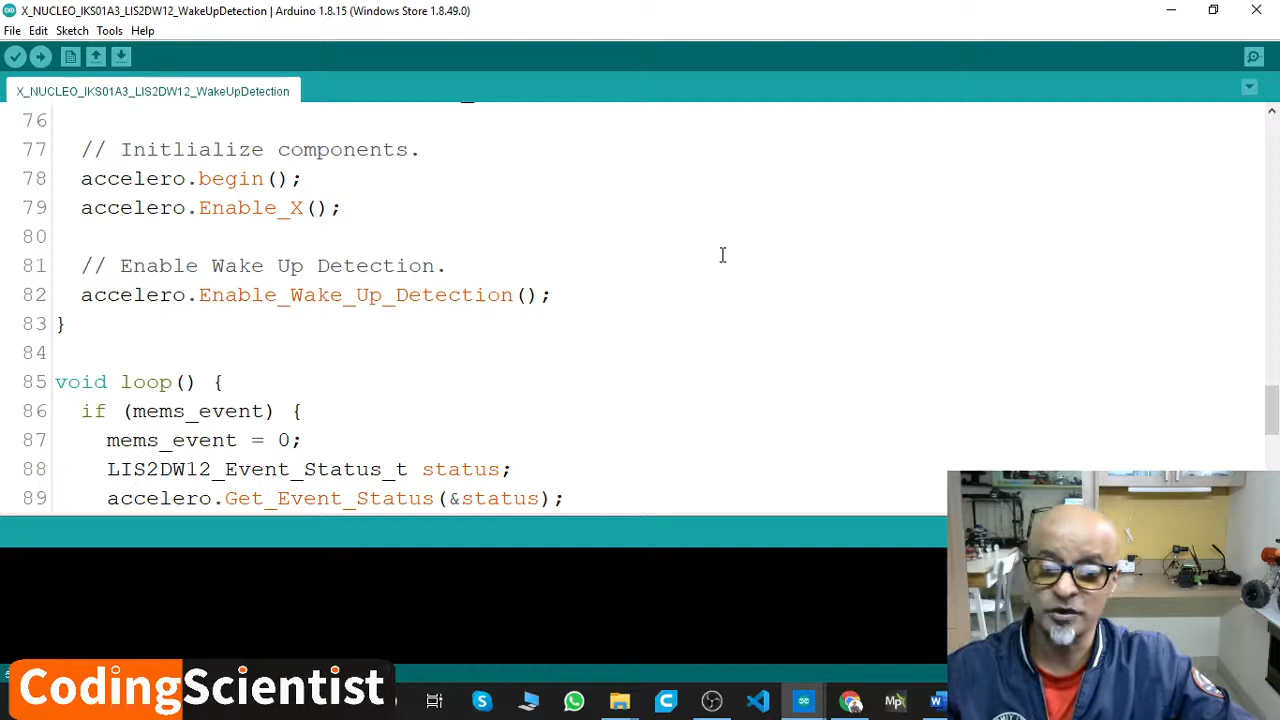 X_NUCLEO_IKS01A3_LIS2DW12_WakeUpDetection | Arduino 1.8.15 (Windows Store 1.8.49.0)
File Edit Sketch Tools Help
X_NUCLEO_IKS01A3_LIS2DW12_WakeUpDetection
76
77 // Initlialize components.
78 accelero.begin();
79 accelero.Enable_X();
80
81 // Enable Wake Up Detection.
82 accelero.Enable_Wake_Up_Detection();
83 }
84
85 void loop() {
86 if (mems_event) {
87 mems_event = 0;
88 LIS2DW12_Event_Status_t status;
89 accelero.Get_Event_Status(&status);
CodingScientist